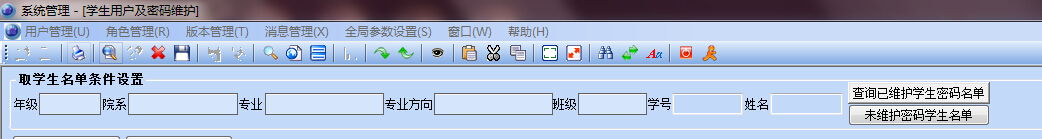 系统管理 - [学生用户及密码维护]
用户管理(U) 角色管理(R) 版本管理(T) 消息管理(X) 全局参数设置(S) 窗口(W) 帮助(H)
取学生名单条件设置
年级 院系 专业 专业方向 班级 学号 姓名 查询已维护学生密码名单
未维护密码学生名单